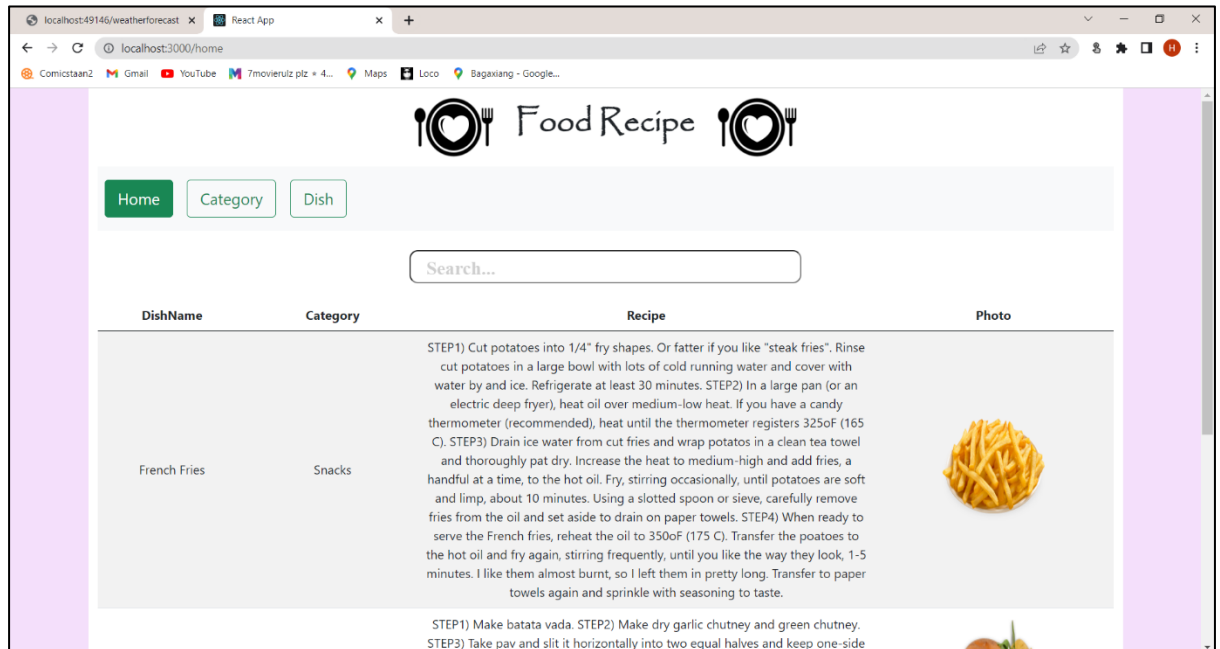 localhost:49146/weatherforecast
React App
localhost:3000/home
H
Comicstaan2 Gmail YouTube 7movierulz plz * 4... Maps Loco Bagaxiang - Google...
Food Recipe
Home Category Dish
Search...
DishName Category Recipe Photo
STEP1) Cut potatoes into 1/4" fry shapes. Or fatter if you like "steak fries". Rinse
cut potatoes in a large bowl with lots of cold running water and cover with
water by and ice. Refrigerate at least 30 minutes. STEP2) In a large pan (or an
electric deep fryer), heat oil over medium-low heat. If you have a candy
thermometer (recommended), heat until the thermometer registers 325oF (165
C). STEP3) Drain ice water from cut fries and wrap potatos in a clean tea towel
and thoroughly pat dry. Increase the heat to medium-high and add fries, a
French Fries Snacks handful at a time, to the hot oil. Fry, stirring occasionally, until potatoes are soft
and limp, about 10 minutes. Using a slotted spoon or sieve, carefully remove
fries from the oil and set aside to drain on paper towels. STEP4) When ready to
serve the French fries, reheat the oil to 350oF (175 C). Transfer the poatoes to
the hot oil and fry again, stirring frequently, until you like the way they look, 1-5
minutes. I like them almost burnt, so I left them in pretty long. Transfer to paper
towels again and sprinkle with seasoning to taste.
STEP1) Make batata vada. STEP2) Make dry garlic chutney and green chutney.
STEP3) Take pav and slit it horizontally into two equal halves and keep one-side